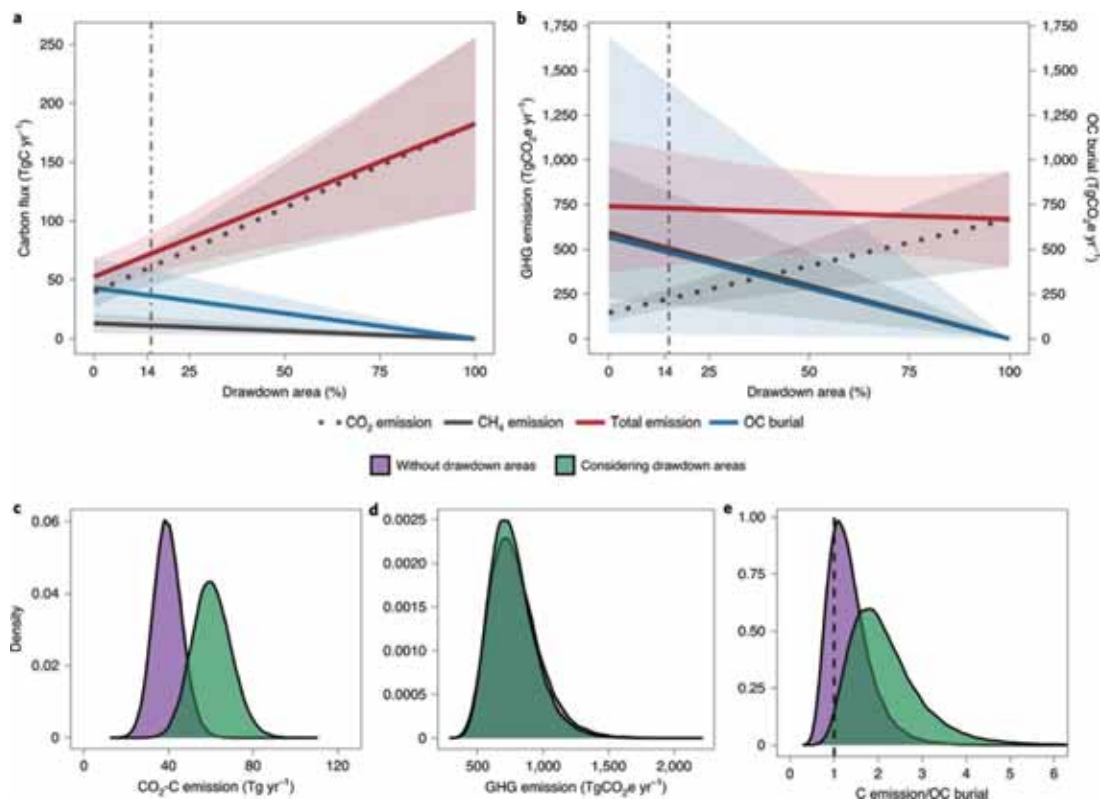 a
Carbon flux (TgC yr⁻¹)
250
200
150
100
50
0
0 14 25 50 75 100
Drawdown area (%)
b
GHG emission (TgCO₂e yr⁻¹)
1,750
1,500
1,250
1,000
750
500
250
0
0 14 25 50 75 100
Drawdown area (%)
1,750
1,500
1,250
1,000
750
500
250
0
OC burial (TgCO₂e yr⁻¹)
CO₂ emission CH₄ emission Total emission OC burial
Without drawdown areas Considering drawdown areas
c
Density
0.06
0.04
0.02
0
0 40 80 120
CO₂-C emission (Tg yr⁻¹)
d
0.0025
0.0020
0.0015
0.0010
0.0005
0
500 1,000 1,500 2,000
GHG emission (TgCO₂e yr⁻¹)
e
1.00
0.75
0.50
0.25
0
0 1 2 3 4 5 6
C emission/OC burial